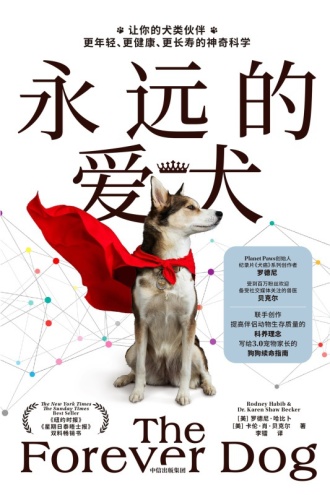 让你的犬类伙伴
更年轻、更健康、更长寿的神奇科学
永远的
爱犬
Planet Paws创始人
纪录片《犬的》系列创作者
罗德尼
受到百万粉丝欢迎
备受社交媒体关注的兽医
贝克尔
联手创作
提高伴侣动物生存质量的
科养理念
写给3.0宠物家长的
狗狗续命指南
The New York Times
The Sunday Times
Best Seller
《纽约时报》
《星期日泰晤士报》
双料畅销书
Rodney Habib &
Dr. Karen Shaw Becker
[美] 罗德尼·哈比卜
[美] 卡伦·肖·贝克尔 著
李镭 译
The
Forever Dog
中信出版集团